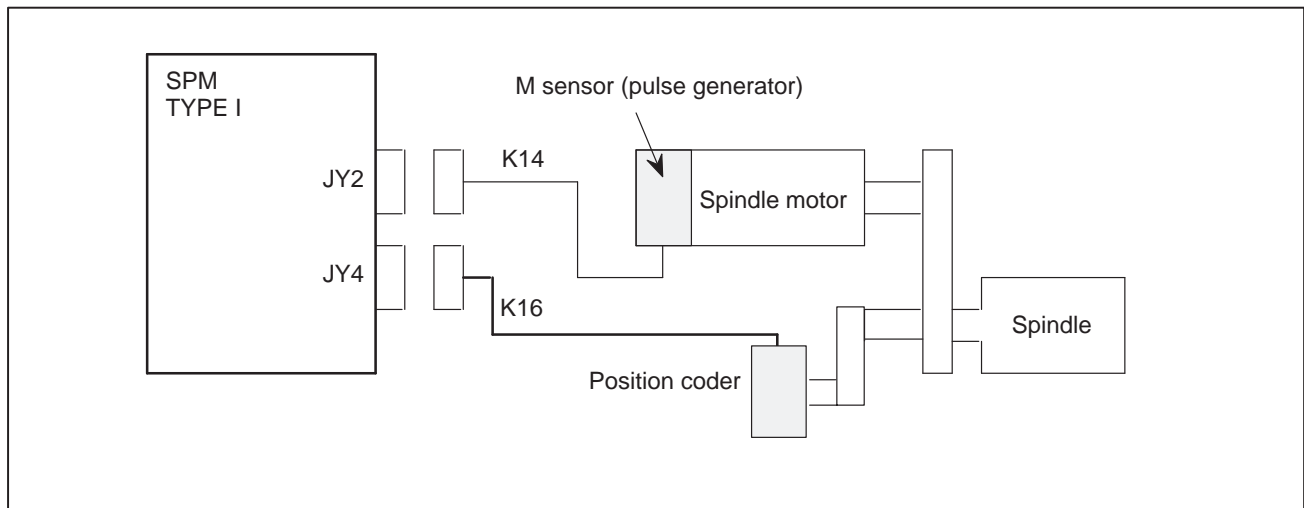 SPM
TYPE I
M sensor (pulse generator)
JY2
K14
Spindle motor
JY4
K16
Spindle
Position coder